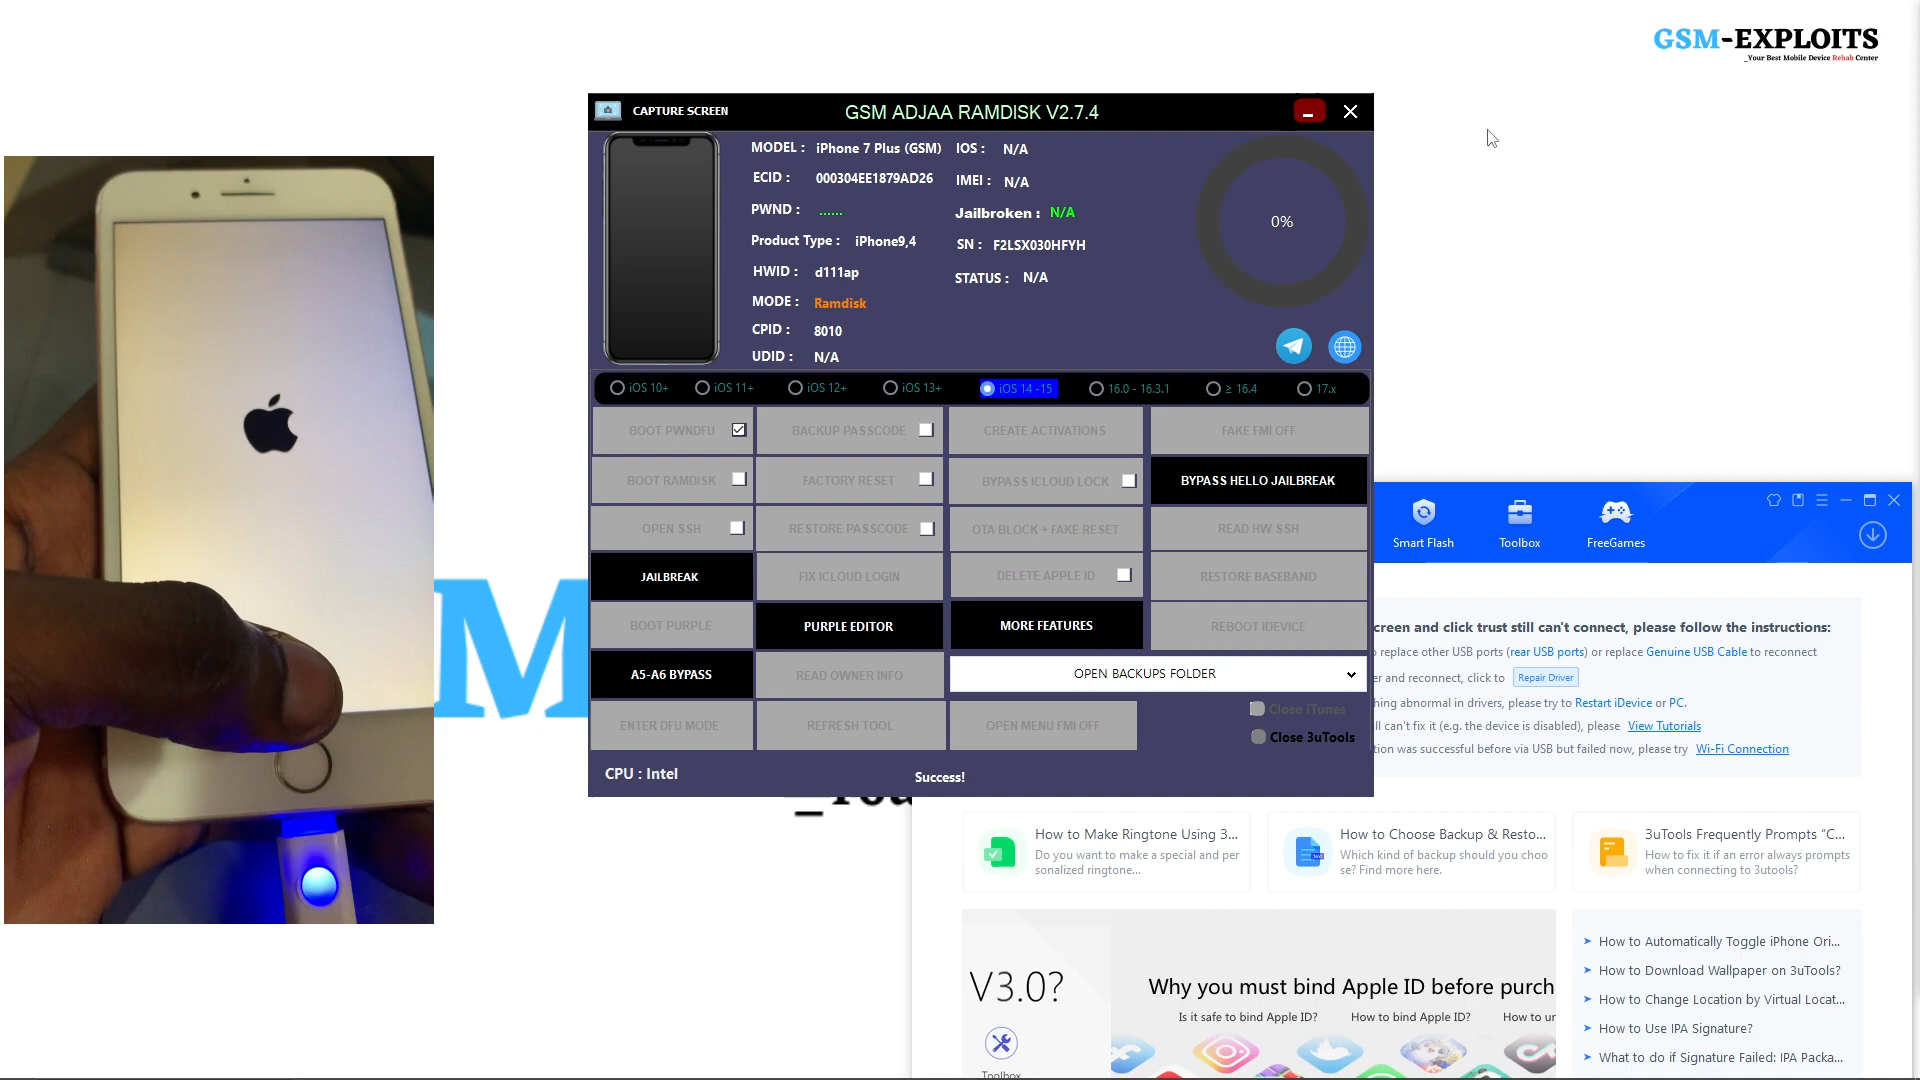 GSM-EXPLOITS
_Your Best Mobile Device Rehab Center
CAPTURE SCREEN
GSM ADJAA RAMDISK V2.7.4
MODEL : iPhone 7 Plus (GSM)
IOS : N/A
ECID : 000304EE1879AD26
IMEI : N/A
PWND : ......
Jailbroken : N/A
Product Type : iPhone9,4
SN : F2LSX030HFYH
HWID : d111ap
STATUS : N/A
MODE : Ramdisk
CPID : 8010
UDID : N/A
0%
iOS 10+
iOS 11+
iOS 12+
iOS 13+
iOS 14 -15
16.0 - 16.3.1
≥ 16.4
17.x
BOOT PWNDFU
BACKUP PASSCODE
CREATE ACTIVATIONS
FAKE FMI OFF
BOOT RAMDISK
FACTORY RESET
BYPASS ICLOUD LOCK
BYPASS HELLO JAILBREAK
OPEN SSH
RESTORE PASSCODE
OTA BLOCK + FAKE RESET
READ HW SSH
JAILBREAK
FIX ICLOUD LOGIN
DELETE APPLE ID
RESTORE BASEBAND
BOOT PURPLE
PURPLE EDITOR
MORE FEATURES
REBOOT IDEVICE
A5-A6 BYPASS
READ OWNER INFO
OPEN BACKUPS FOLDER
ENTER DFU MODE
REFRESH TOOL
OPEN MENU FMI OFF
Close iTunes
Close 3uTools
CPU : Intel
Success!
M
Smart Flash
Toolbox
FreeGames
creen and click trust still can't connect, please follow the instructions:
replace other USB ports (rear USB ports) or replace Genuine USB Cable to reconnect
er and reconnect, click to Repair Driver
hing abnormal in drivers, please try to Restart iDevice or PC.
ll can't fix it (e.g. the device is disabled), please View Tutorials
tion was successful before via USB but failed now, please try Wi-Fi Connection
How to Make Ringtone Using 3...
Do you want to make a special and per
sonalized ringtone...
How to Choose Backup & Resto...
Which kind of backup should you choo
se? Find more here.
3uTools Frequently Prompts “C...
How to fix it if an error always prompts
when connecting to 3utools?
V3.0?
Toolbox
Why you must bind Apple ID before purch
Is it safe to bind Apple ID?
How to bind Apple ID?
How to ur
How to Automatically Toggle iPhone Ori...
How to Download Wallpaper on 3uTools?
How to Change Location by Virtual Locat...
How to Use IPA Signature?
What to do if Signature Failed: IPA Packa...